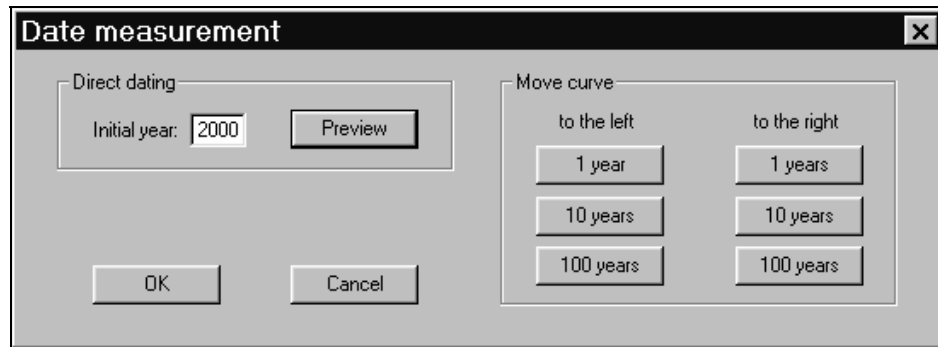 Date measurement
Direct dating
Initial year: 2000 Preview
OK Cancel
Move curve
to the left to the right
1 year 1 years
10 years 10 years
100 years 100 years